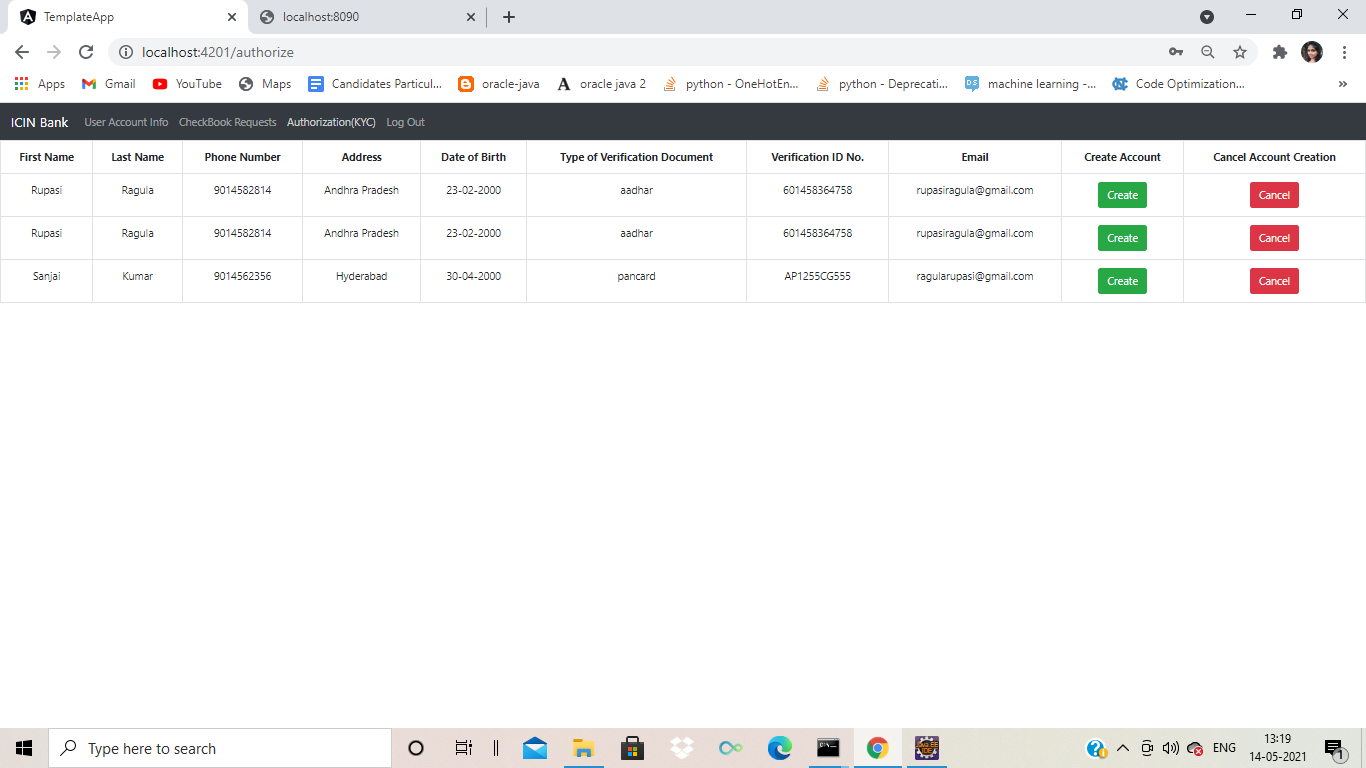 TemplateApp localhost:8090
localhost:4201/authorize
Apps Gmail YouTube Maps Candidates Particul... oracle-java oracle java 2 python - OneHotEn... python - Deprecati... machine learning -... Code Optimization... »
ICIN Bank User Account Info CheckBook Requests Authorization(KYC) Log Out
First Name Last Name Phone Number Address Date of Birth Type of Verification Document Verification ID No. Email Create Account Cancel Account Creation
Rupasi Ragula 9014582814 Andhra Pradesh 23-02-2000 aadhar 601458364758 rupasiragula@gmail.com Create Cancel
Rupasi Ragula 9014582814 Andhra Pradesh 23-02-2000 aadhar 601458364758 rupasiragula@gmail.com Create Cancel
Sanjai Kumar 9014562356 Hyderabad 30-04-2000 pancard AP1255CG555 ragularupasi@gmail.com Create Cancel
Type here to search ENG 13:19
14-05-2021 1